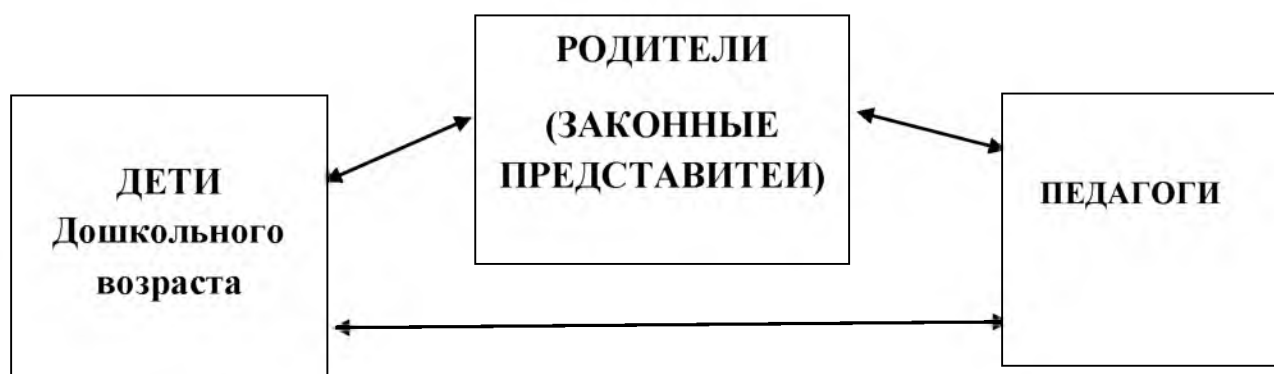 РОДИТЕЛИ
(ЗАКОННЫЕ
ПРЕДСТАВИТЕИ)
ДЕТИ
Дошкольного
возраста
ПЕДАГОГИ